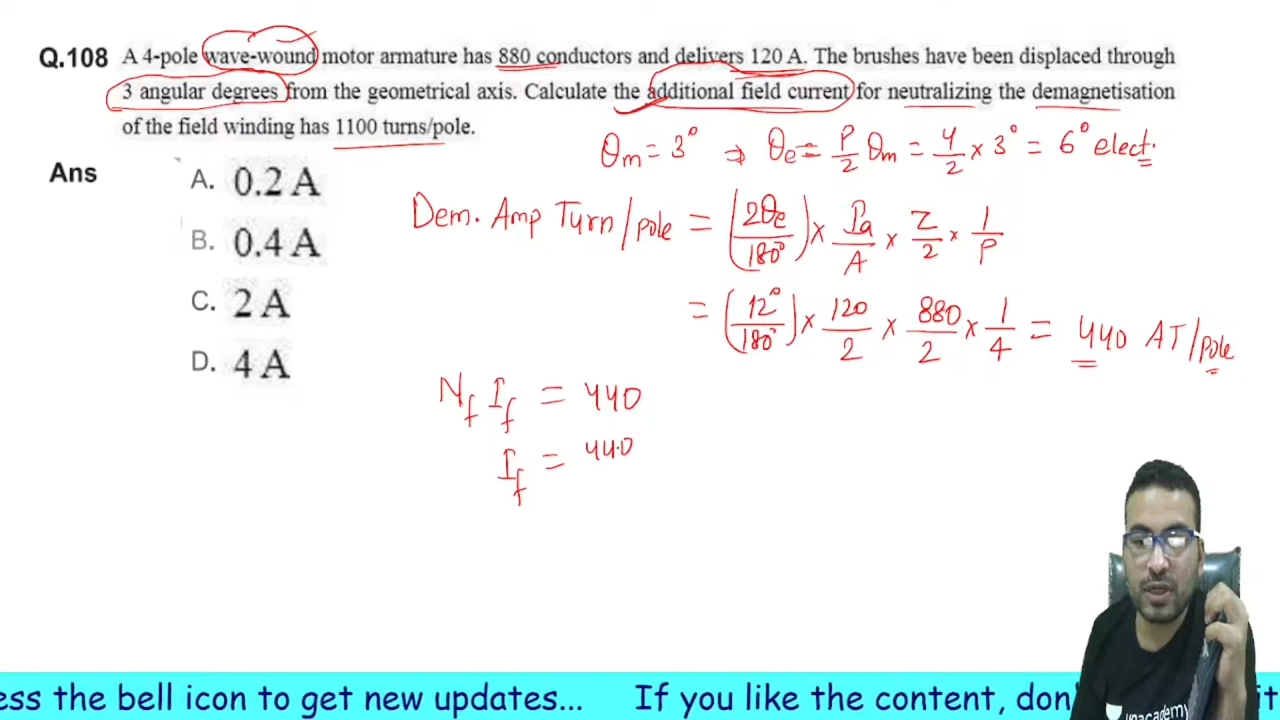 Q.108 A 4-pole wave-wound motor armature has 880 conductors and delivers 120 A. The brushes have been displaced through
3 angular degrees from the geometrical axis. Calculate the additional field current for neutralizing the demagnetisation
of the field winding has 1100 turns/pole.
θm = 3° ⇒ θe = P/2 θm = 4/2 × 3° = 6° elect.
Ans
A. 0.2 A
B. 0.4 A
C. 2 A
D. 4 A
Dem. Amp Turn/pole = (2θe/180°) × Ia/A × Z/2 × 1/P
= (12°/180°) × 120/2 × 880/2 × 1/4 = 440 AT/pole
Nf If = 440
If = 440
ess the bell icon to get new updates... If you like the content, don'
unacademy